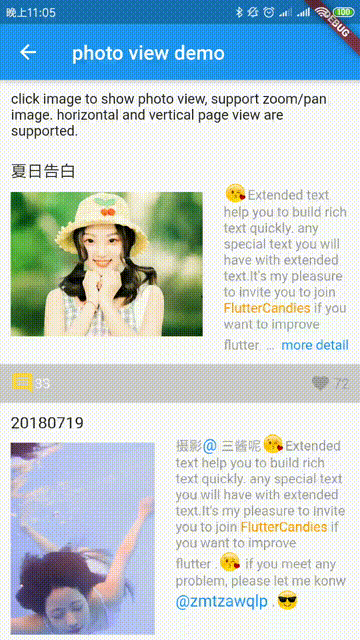 晚上11:05
100
DEBUG
photo view demo
click image to show photo view, support zoom/pan
image. horizontal and vertical page view are
supported.
夏日告白
😘Extended text
help you to build rich
text quickly. any
special text you will
have with extended
text.It's my pleasure
to invite you to join
FlutterCandies if you
want to improve
flutter ... more detail
33
72
20180719
摄影@ 三酱呢😘Extended
text help you to build rich
text quickly. any special text
you will have with extended
text.It's my pleasure to invite
you to join FlutterCandies if
you want to improve
flutter .😘 if you meet any
problem, please let me konw
@zmtzawqlp .😎